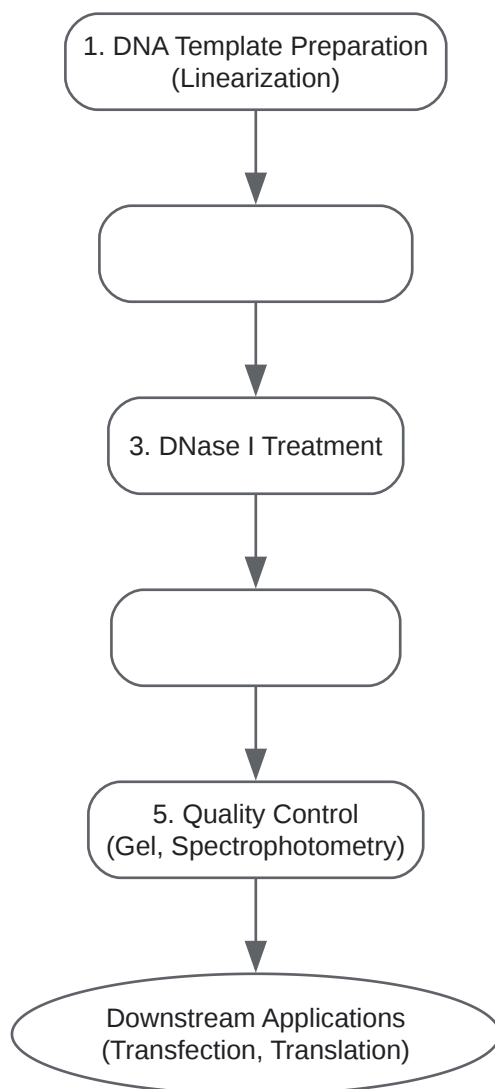 1. DNA Template Preparation
(Linearization)
3. DNase I Treatment
5. Quality Control
(Gel, Spectrophotometry)
Downstream Applications
(Transfection, Translation)